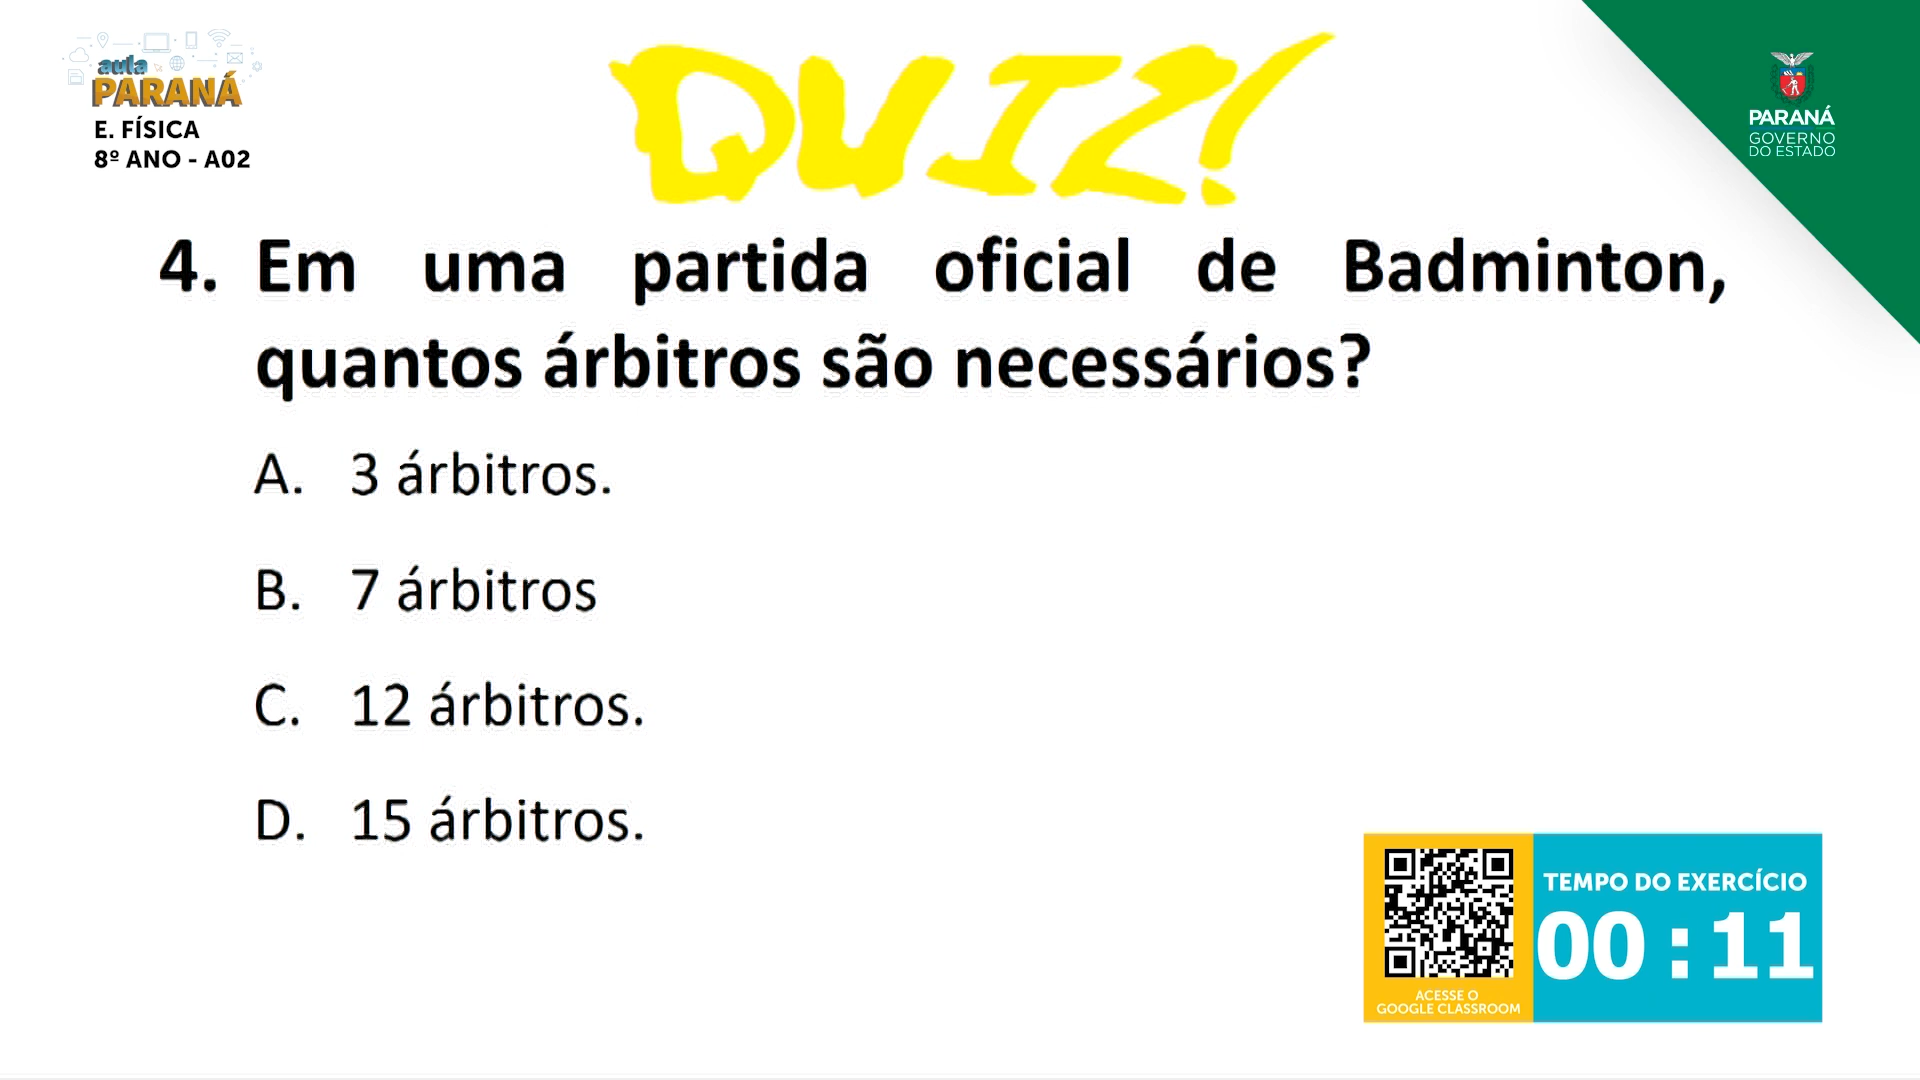 aula
PARANÁ
E. FÍSICA
8º ANO - A02
QUIZ!
PARANÁ
GOVERNO
DO ESTADO
4. Em uma partida oficial de Badminton,
quantos árbitros são necessários?
A. 3 árbitros.
B. 7 árbitros
C. 12 árbitros.
D. 15 árbitros.
TEMPO DO EXERCÍCIO
00:11
ACESSE O
GOOGLE CLASSROOM